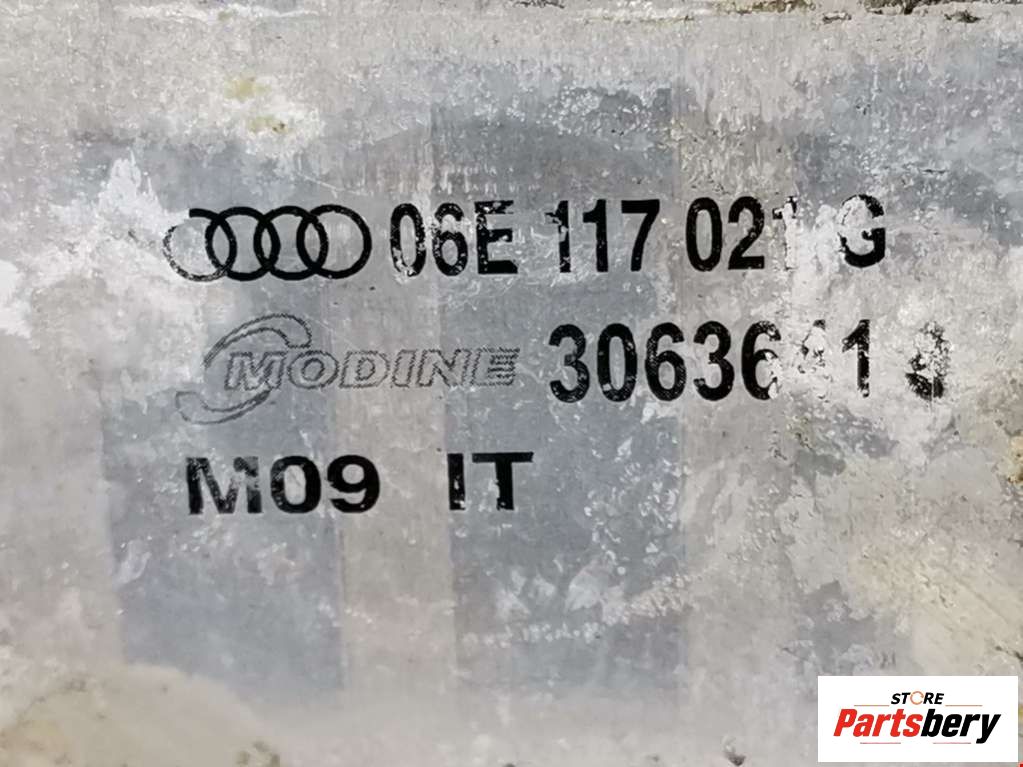 06E 117 021 G
MODINE
M09 IT
STORE
Partsbery